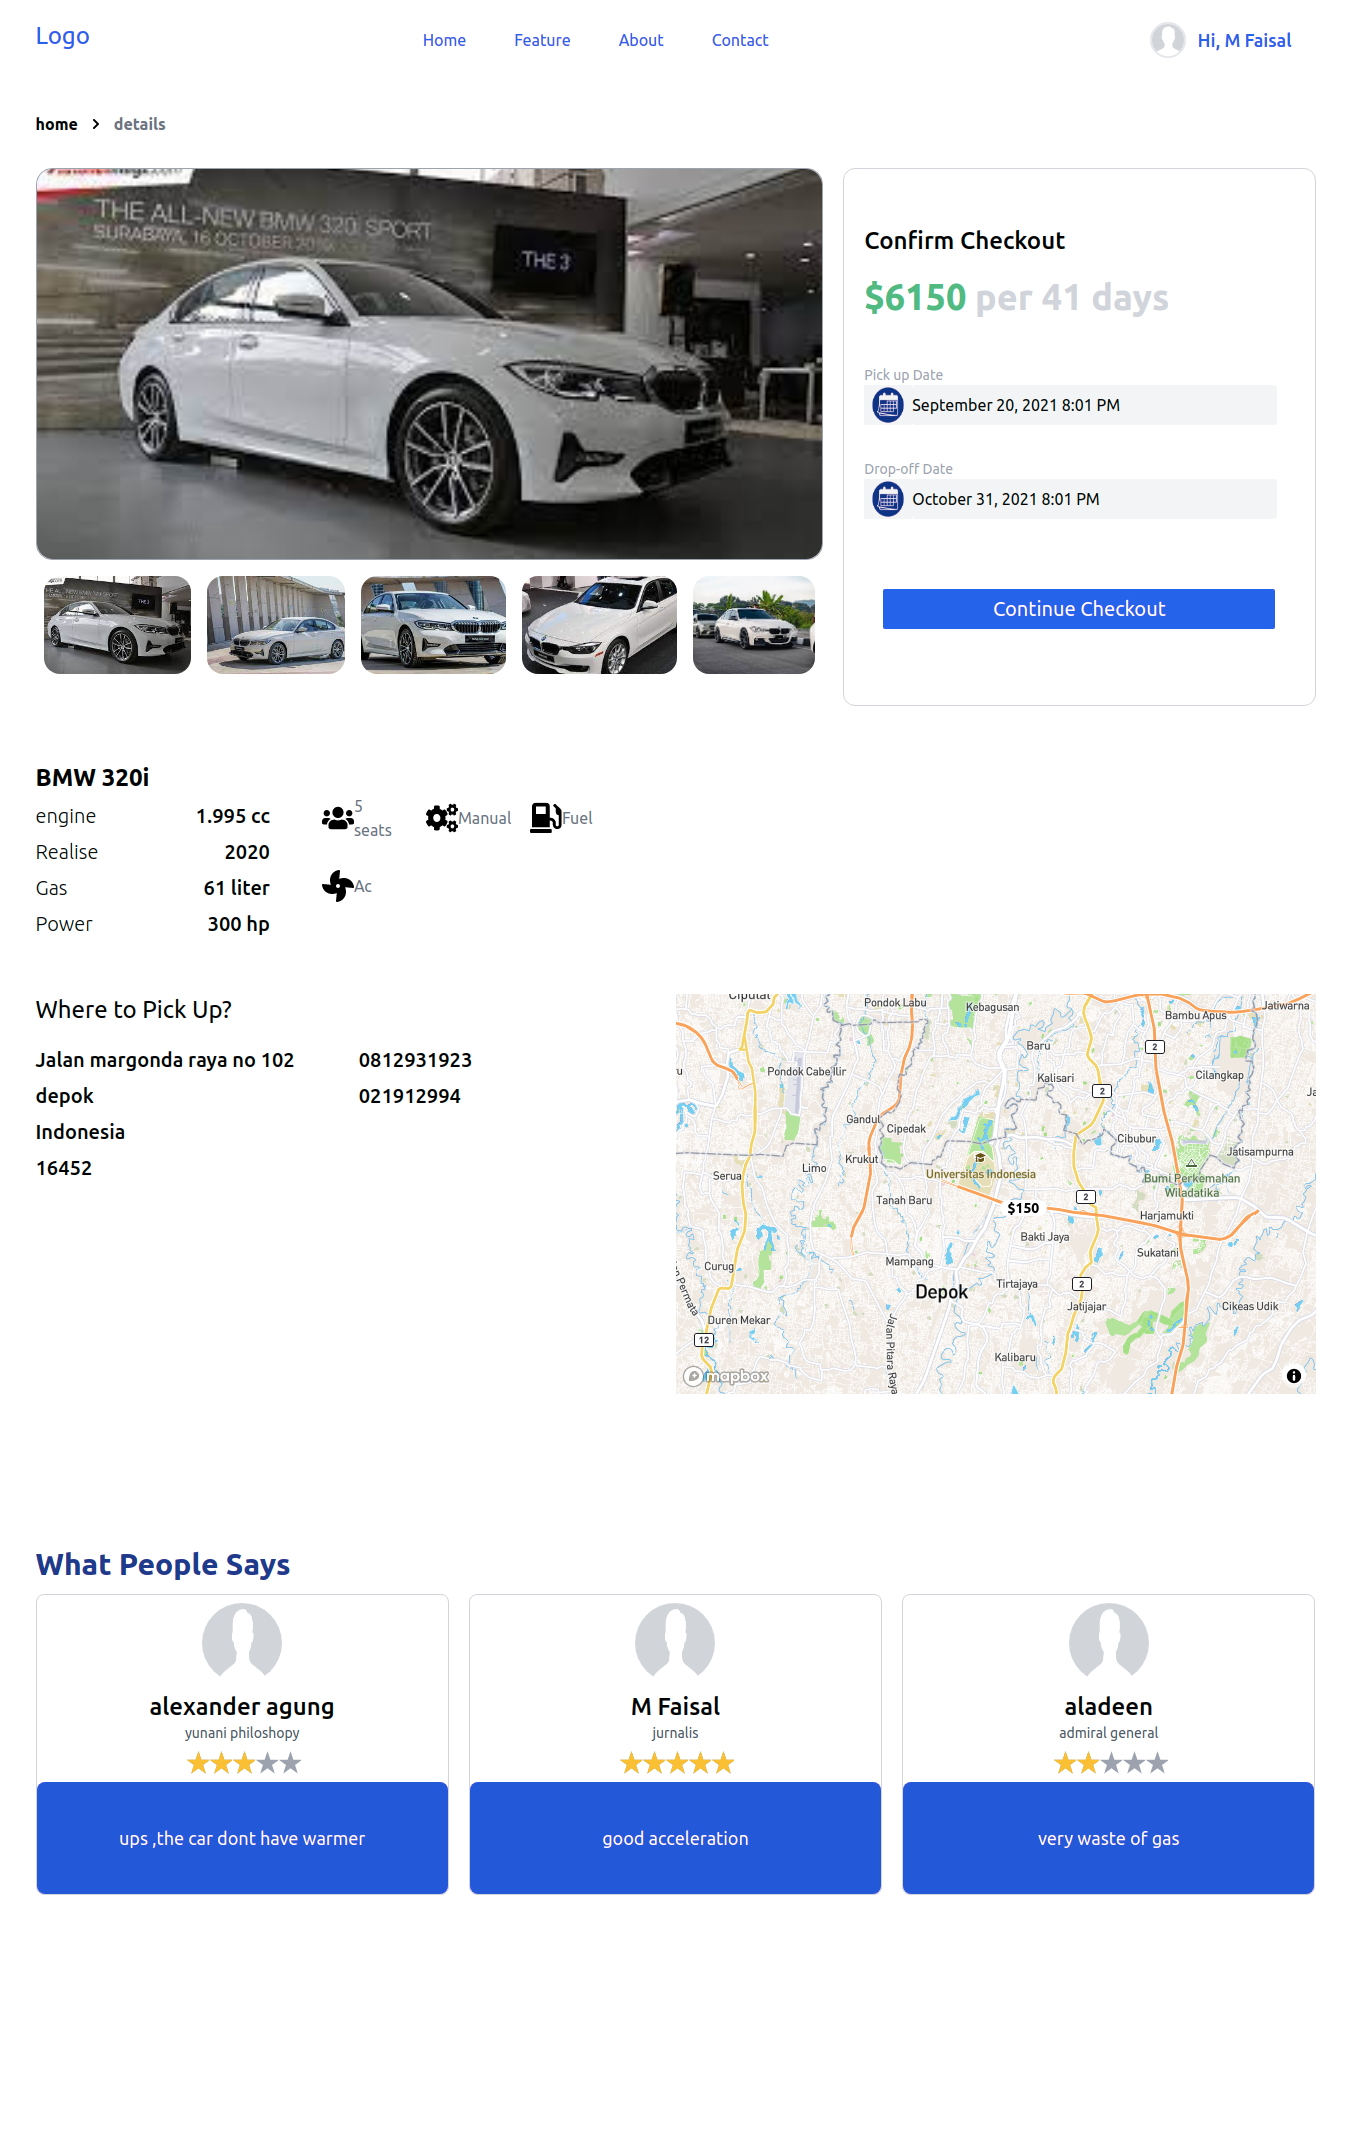 Logo
Home
Feature
About
Contact
Hi, M Faisal
home
details
THE ALL-NEW BMW 320i SPORT
SURABAYA, 16 OCTOBER
THE 3
Confirm Checkout
$6150 per 41 days
Pick up Date
September 20, 2021 8:01 PM
Drop-off Date
October 31, 2021 8:01 PM
Continue Checkout
BMW 320i
engine 1.995 cc
Realise 2020
Gas 61 liter
Power 300 hp
5
seats
Manual
Fuel
Ac
Where to Pick Up?
Jalan margonda raya no 102
depok
Indonesia
16452
0812931923
021912994
Ciputat
Pondok Labu
Kebagusan
Jatiwarna
Bambu Apus
2
Baru
Pondok Cabe Ilir
Kalisari
Cilangkap
2
Ja
Gandul
Cipedak
Cibubur
Krukut
Jatisampurna
Limo
Serua
Universitas Indonesia
Bumi Perkemahan
Wiladatika
Tanah Baru
2
$150
Harjamukti
Bakti Jaya
Sukatani
Mampang
Curug
Depok
Tirtajaya
2
n Permata
Jatijajar
Cikeas Udik
Duren Mekar
12
Jalan Pitara Raya
Kalibaru
mapbox
What People Says
alexander agung
yunani philoshopy
ups ,the car dont have warmer
M Faisal
jurnalis
good acceleration
aladeen
admiral general
very waste of gas